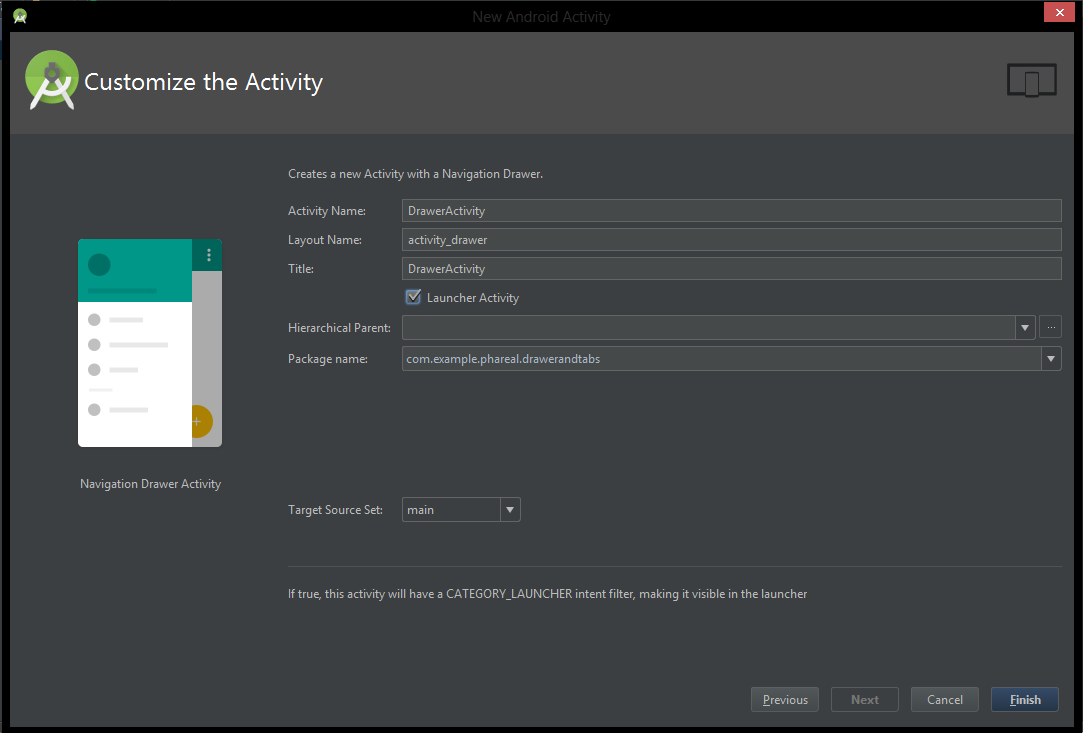 New Android Activity
Customize the Activity
Creates a new Activity with a Navigation Drawer.
Activity Name: DrawerActivity
Layout Name: activity_drawer
Title: DrawerActivity
Launcher Activity
Hierarchical Parent: ...
Package name: com.example.phareal.drawerandtabs
Navigation Drawer Activity
Target Source Set: main
If true, this activity will have a CATEGORY_LAUNCHER intent filter, making it visible in the launcher
Previous Next Cancel Finish